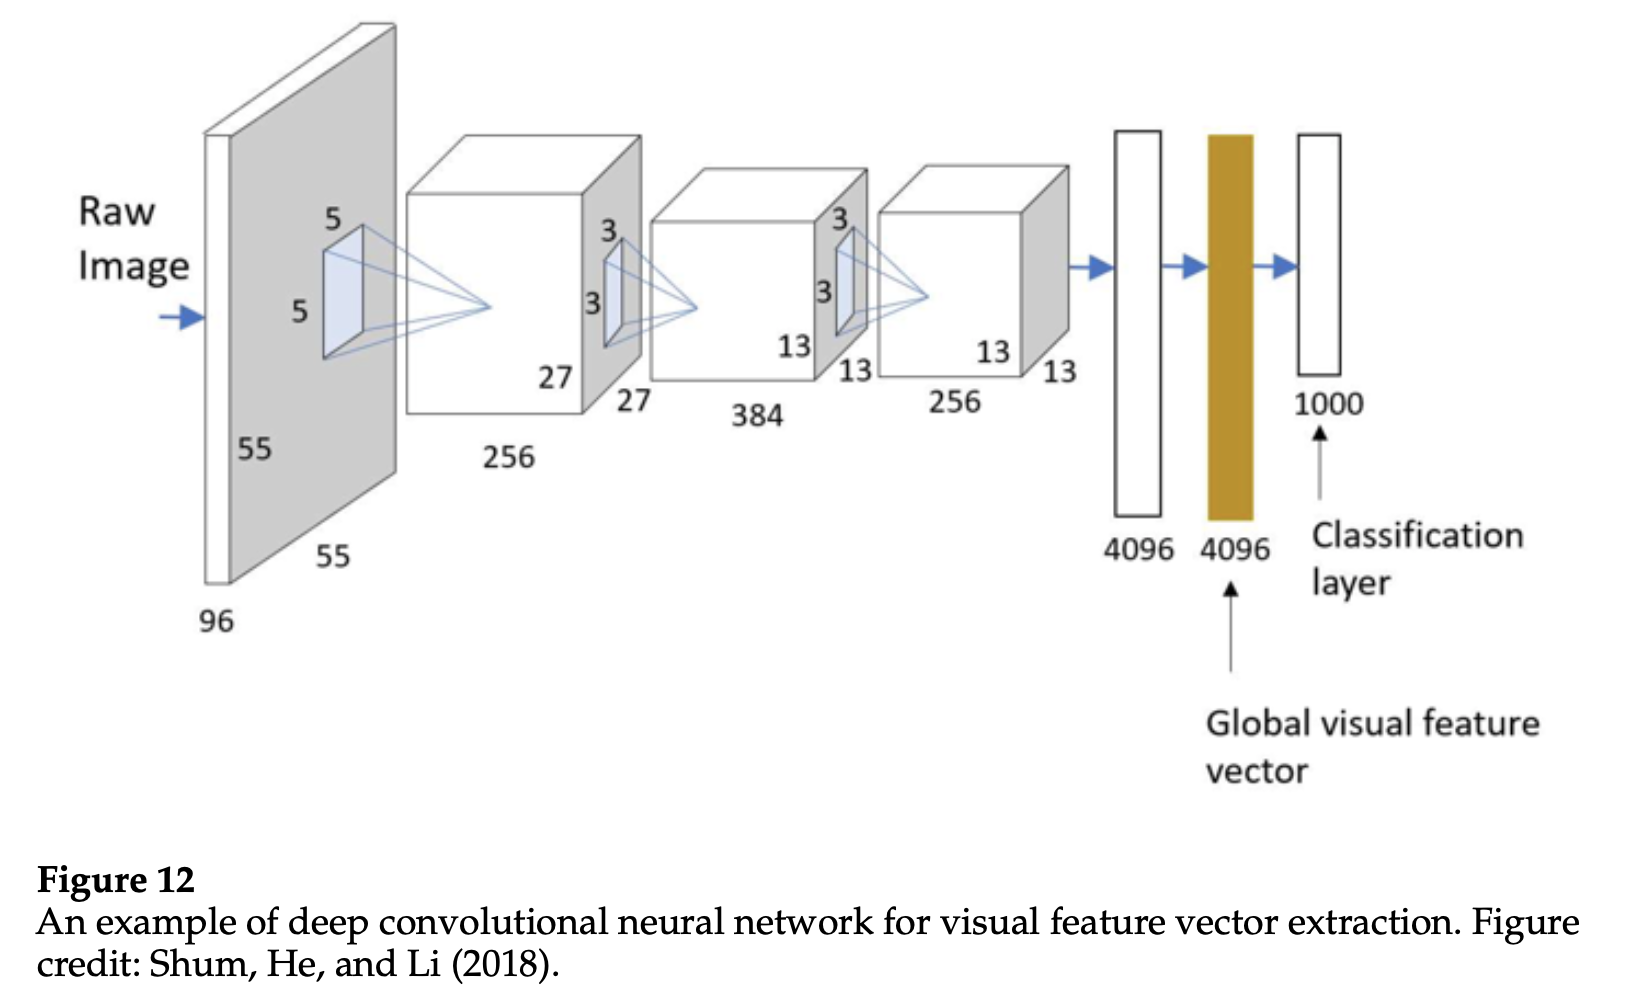 Raw
Image
5
5
55
55
96
3
3
27
27
256
3
3
13
13
384
13
13
256
4096
4096
1000
Classification
layer
Global visual feature
vector
Figure 12
An example of deep convolutional neural network for visual feature vector extraction. Figure
credit: Shum, He, and Li (2018).